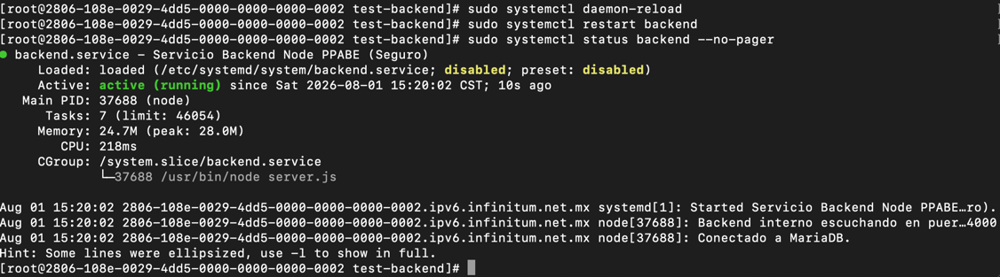 [root@2806-108e-0029-4dd5-0000-0000-0000-0002 test-backend]# sudo systemctl daemon-reload
[root@2806-108e-0029-4dd5-0000-0000-0000-0002 test-backend]# sudo systemctl restart backend
[root@2806-108e-0029-4dd5-0000-0000-0000-0002 test-backend]# sudo systemctl status backend --no-pager
● backend.service - Servicio Backend Node PPABE (Seguro)
Loaded: loaded (/etc/systemd/system/backend.service; disabled; preset: disabled)
Active: active (running) since Sat 2026-08-01 15:20:02 CST; 10s ago
Main PID: 37688 (node)
Tasks: 7 (limit: 46054)
Memory: 24.7M (peak: 28.0M)
CPU: 218ms
CGroup: /system.slice/backend.service
└─37688 /usr/bin/node server.js
Aug 01 15:20:02 2806-108e-0029-4dd5-0000-0000-0000-0002.ipv6.infinitum.net.mx systemd[1]: Started Servicio Backend Node PPABE…ro).
Aug 01 15:20:02 2806-108e-0029-4dd5-0000-0000-0000-0002.ipv6.infinitum.net.mx node[37688]: Backend interno escuchando en puer…4000
Aug 01 15:20:02 2806-108e-0029-4dd5-0000-0000-0000-0002.ipv6.infinitum.net.mx node[37688]: Conectado a MariaDB.
Hint: Some lines were ellipsized, use -l to show in full.
[root@2806-108e-0029-4dd5-0000-0000-0000-0002 test-backend]#